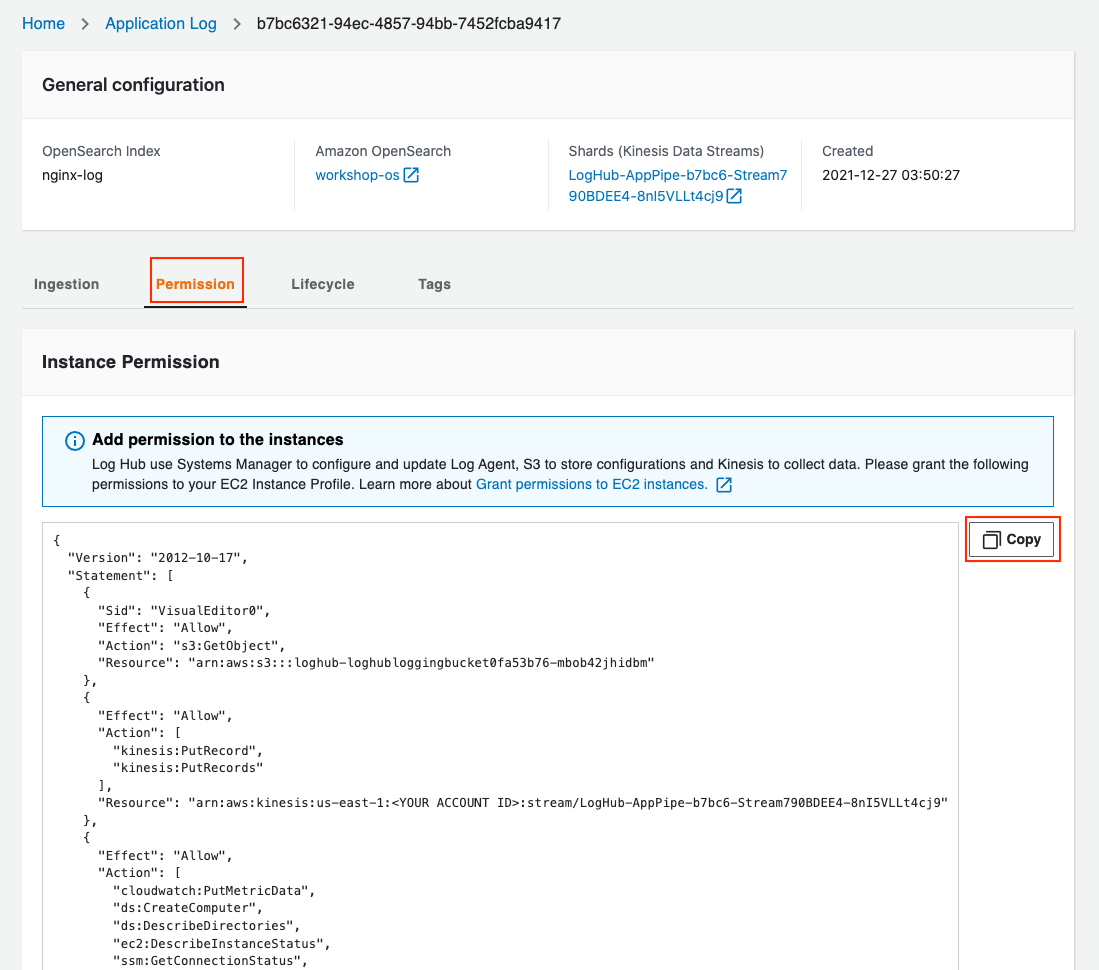 Home > Application Log > b7bc6321-94ec-4857-94bb-7452fcba9417
General configuration
OpenSearch Index
nginx-log
Amazon OpenSearch
workshop-os
Shards (Kinesis Data Streams)
LogHub-AppPipe-b7bc6-Stream7
90BDEE4-8nI5VLLt4cj9
Created
2021-12-27 03:50:27
Ingestion
Permission
Lifecycle
Tags
Instance Permission
Add permission to the instances
Log Hub use Systems Manager to configure and update Log Agent, S3 to store configurations and Kinesis to collect data. Please grant the following
permissions to your EC2 Instance Profile. Learn more about Grant permissions to EC2 instances.
Copy
{
  "Version": "2012-10-17",
  "Statement": [
    {
      "Sid": "VisualEditor0",
      "Effect": "Allow",
      "Action": "s3:GetObject",
      "Resource": "arn:aws:s3:::loghub-loghubloggingbucket0fa53b76-mbob42jhidbm"
    },
    {
      "Effect": "Allow",
      "Action": [
        "kinesis:PutRecord",
        "kinesis:PutRecords"
      ],
      "Resource": "arn:aws:kinesis:us-east-1:<YOUR ACCOUNT ID>:stream/LogHub-AppPipe-b7bc6-Stream790BDEE4-8nI5VLLt4cj9"
    },
    {
      "Effect": "Allow",
      "Action": [
        "cloudwatch:PutMetricData",
        "ds:CreateComputer",
        "ds:DescribeDirectories",
        "ec2:DescribeInstanceStatus",
        "ssm:GetConnectionStatus",